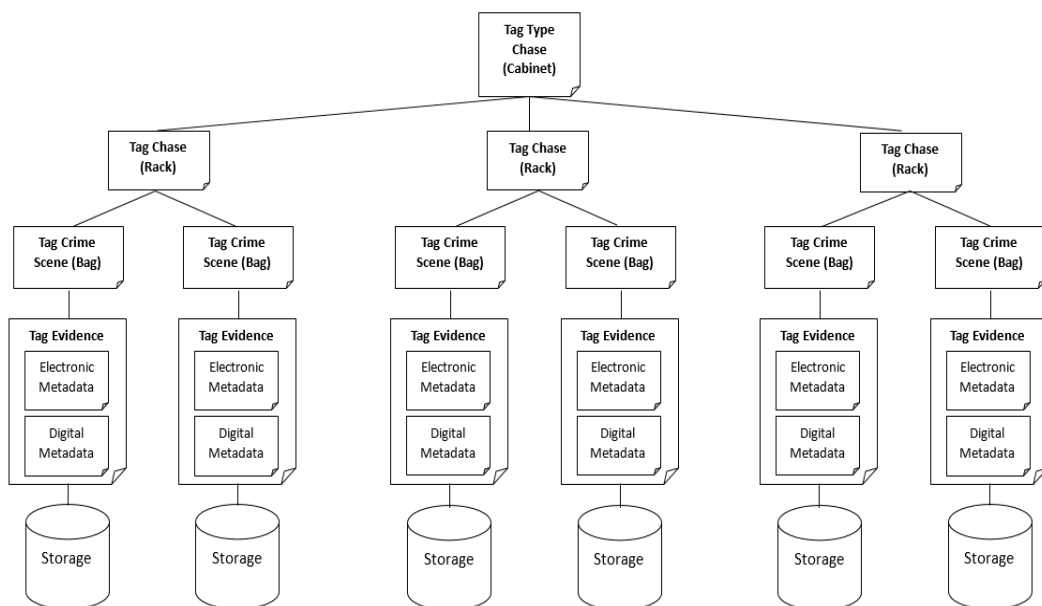 Tag Type
Chase
(Cabinet)
Tag Chase
(Rack)
Tag Chase
(Rack)
Tag Chase
(Rack)
Tag Crime
Scene (Bag)
Tag Crime
Scene (Bag)
Tag Crime
Scene (Bag)
Tag Crime
Scene (Bag)
Tag Crime
Scene (Bag)
Tag Crime
Scene (Bag)
Tag Evidence
Electronic
Metadata
Digital
Metadata
Tag Evidence
Electronic
Metadata
Digital
Metadata
Tag Evidence
Electronic
Metadata
Digital
Metadata
Tag Evidence
Electronic
Metadata
Digital
Metadata
Tag Evidence
Electronic
Metadata
Digital
Metadata
Tag Evidence
Electronic
Metadata
Digital
Metadata
Storage
Storage
Storage
Storage
Storage
Storage